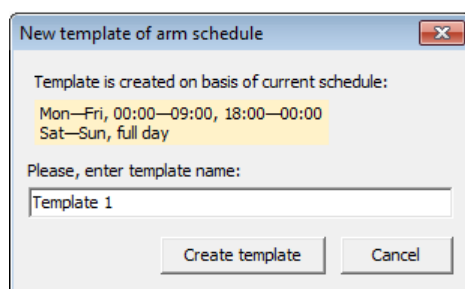 New template of arm schedule
Template is created on basis of current schedule:
Mon—Fri, 00:00—09:00, 18:00—00:00
Sat—Sun, full day
Please, enter template name:
Template 1
Create template
Cancel